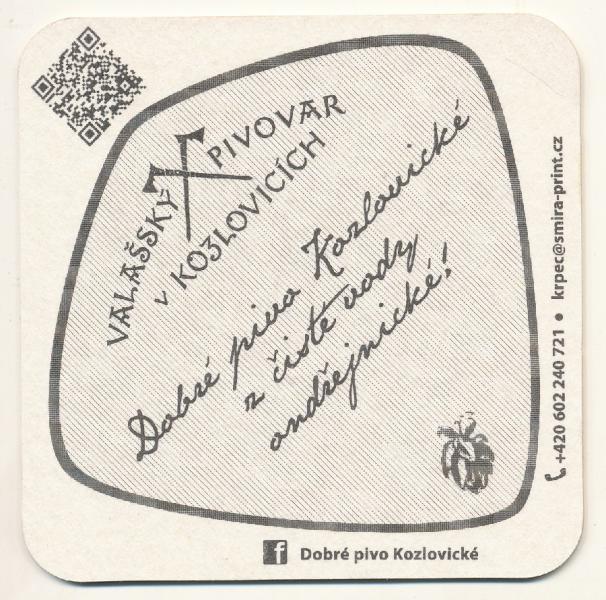 VALAŠSKÝ PIVOVAR
v KOZLOVICÍCH
Dobré pivo Kozlovické
z čisté vody
ondřejnické!
+420 602 240 721 ● krpec@smira-print.cz
f Dobré pivo Kozlovické